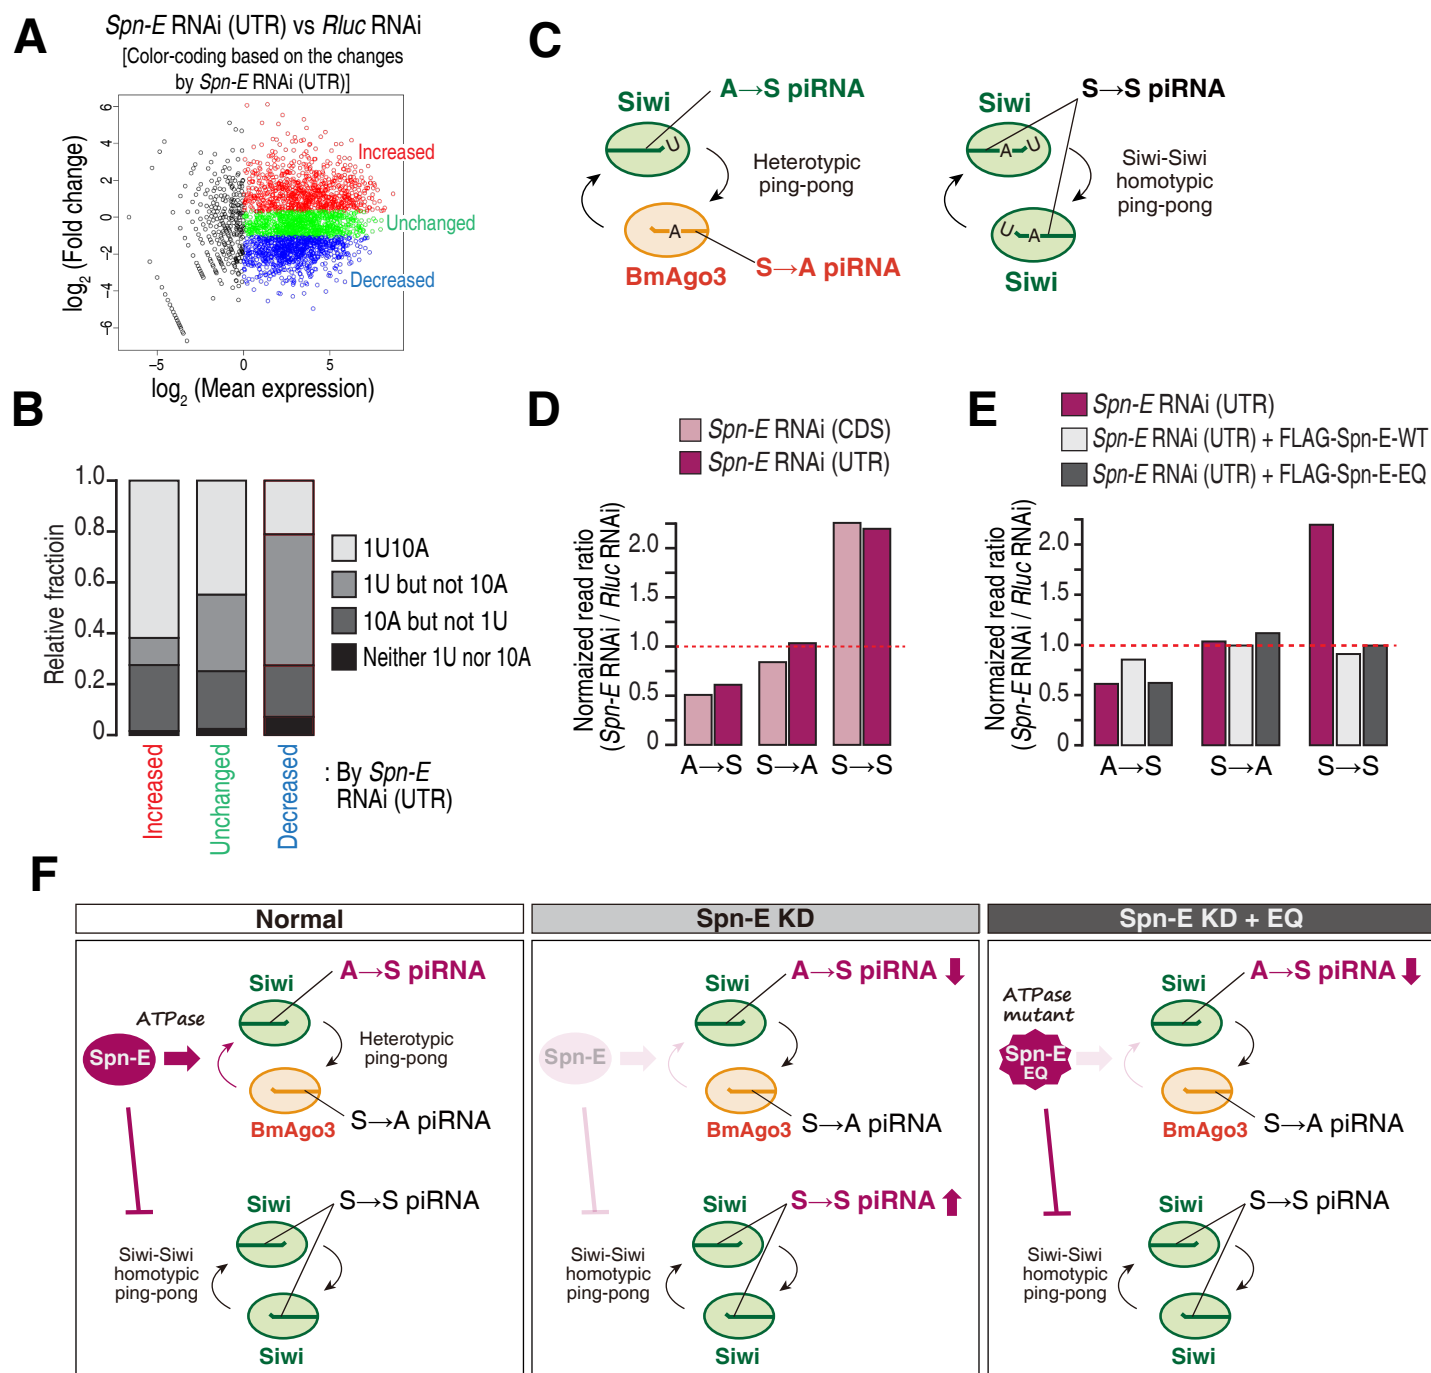 A
Spn-E RNAi (UTR) vs Rluc RNAi
[Color-coding based on the changes
by Spn-E RNAi (UTR)]
log2 (Fold change)
6
4
2
0
−2
−4
−6
Increased
Unchanged
Decreased
−5
0
5
log2 (Mean expression)
B
Relative fractioin
1.0
0.8
0.6
0.4
0.2
0
1U10A
1U but not 10A
10A but not 1U
Neither 1U nor 10A
Increased
Unchanged
Decreased
: By Spn-E
RNAi (UTR)
C
A→S piRNA
Siwi
U
Heterotypic
ping-pong
A
BmAgo3
S→A piRNA
S→S piRNA
Siwi
A
U
Siwi-Siwi
homotypic
ping-pong
U
A
Siwi
D
Spn-E RNAi (CDS)
Spn-E RNAi (UTR)
Normaized read ratio
(Spn-E RNAi / Rluc RNAi)
2.0
1.5
1.0
0.5
0
A→S
S→A
S→S
E
Spn-E RNAi (UTR)
Spn-E RNAi (UTR) + FLAG-Spn-E-WT
Spn-E RNAi (UTR) + FLAG-Spn-E-EQ
Normaized read ratio
(Spn-E RNAi / Rluc RNAi)
2.0
1.5
1.0
0.5
0
A→S
S→A
S→S
F
Normal
Siwi
A→S piRNA
ATPase
Spn-E
Heterotypic
ping-pong
BmAgo3
S→A piRNA
Siwi
S→S piRNA
Siwi-Siwi
homotypic
ping-pong
Siwi
Spn-E KD
Siwi
A→S piRNA
Spn-E
BmAgo3
S→A piRNA
Siwi
S→S piRNA
Siwi-Siwi
homotypic
ping-pong
Siwi
Spn-E KD + EQ
Siwi
A→S piRNA
ATPase
mutant
Spn-E
EQ
BmAgo3
S→A piRNA
Siwi
S→S piRNA
Siwi-Siwi
homotypic
ping-pong
Siwi